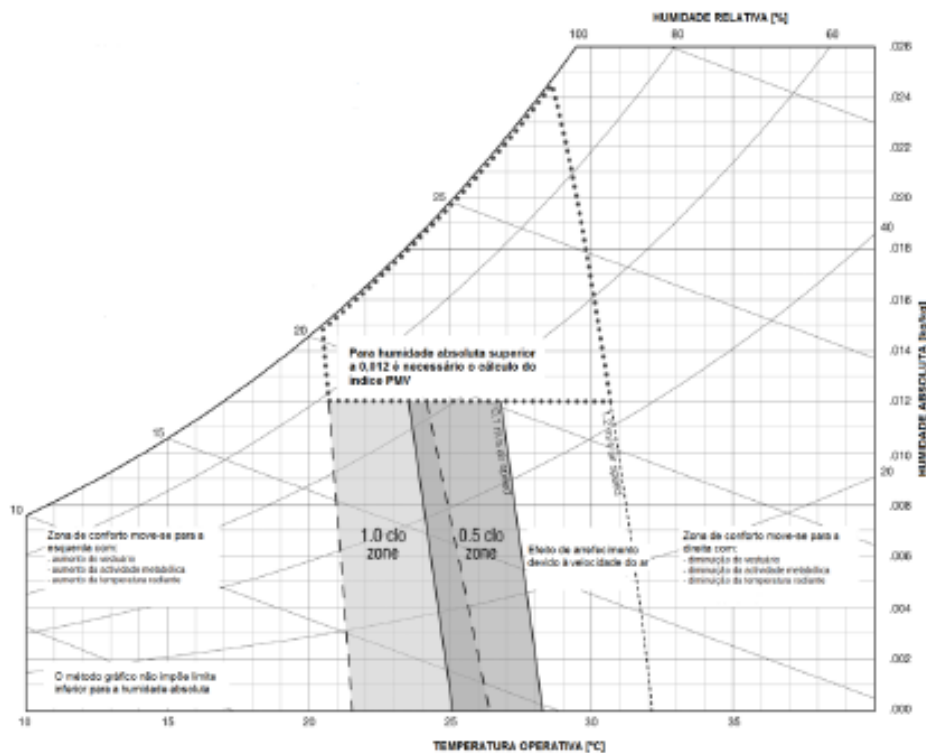 HUMIDADE RELATIVA [%]
100
80
60
.026
.024
.022
25
.020
40
.018
.016
20
Para humidade absoluta superior
a 0,012 é necessário o cálculo do
índice PMV
.014
.012
15
.010
20
HUMIDADE ABSOLUTA [kg/kg]
10
.008
1.0 clo
zone
0.5 clo
zone
Zona de conforto move-se para a
esquerda com:
- aumento do vestuário
- aumento da actividade metabólica
- aumento da temperatura radiante
Efeito de arrefecimento
devido à velocidade do ar
Zona de conforto move-se para a
direita com:
- diminuição do vestuário
- diminuição da actividade metabólica
- diminuição da temperatura radiante
.006
.004
O método gráfico não impõe limite
inferior para a humidade absoluta
.002
.000
10
15
20
25
30
35
TEMPERATURA OPERATIVA [°C]